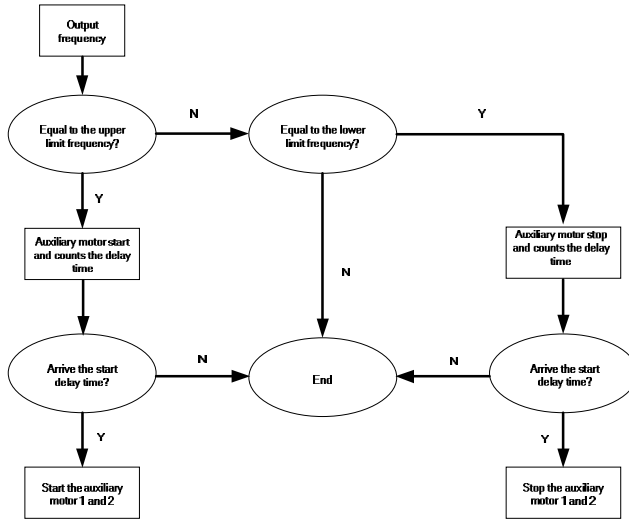 Output
frequency
Equal to the upper
limit frequency?
N
Equal to the lower
limit frequency?
Y
Y
Auxiliary motor start
and counts the delay
time
Auxiliary motor stop
and counts the delay
time
N
Arrive the start
delay time?
N
End
N
Arrive the start
delay time?
Y
Y
Start the auxiliary
motor 1 and 2
Stop the auxiliary
motor 1 and 2